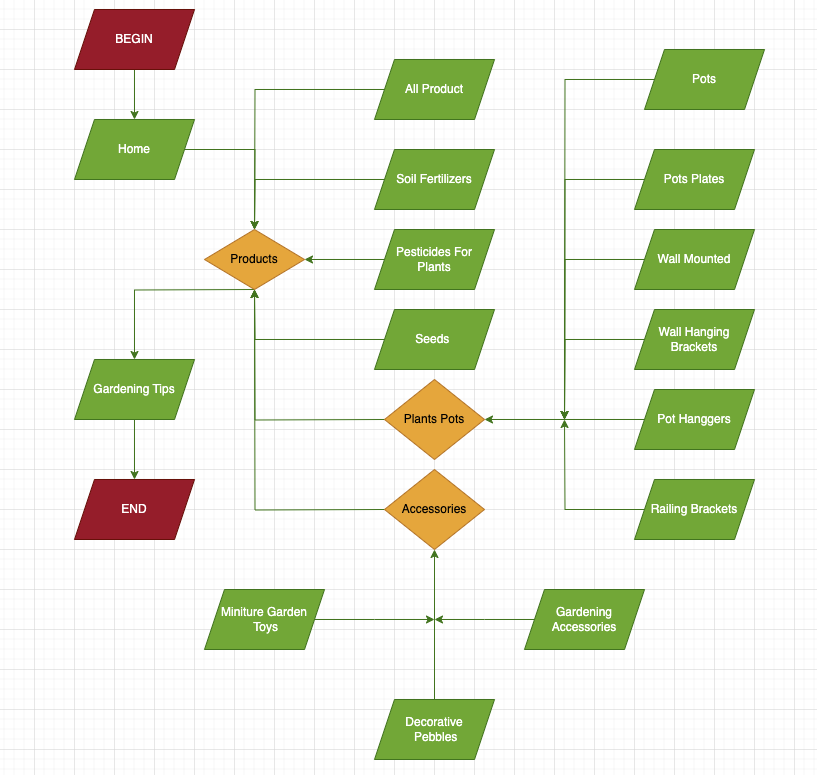 BEGIN
Home
All Product
Pots
Soil Fertilizers
Pots Plates
Products
Pesticides For
Plants
Wall Mounted
Seeds
Wall Hanging
Brackets
Gardening Tips
Plants Pots
Pot Hanggers
END
Accessories
Railing Brackets
Miniture Garden
Toys
Gardening
Accessories
Decorative
Pebbles